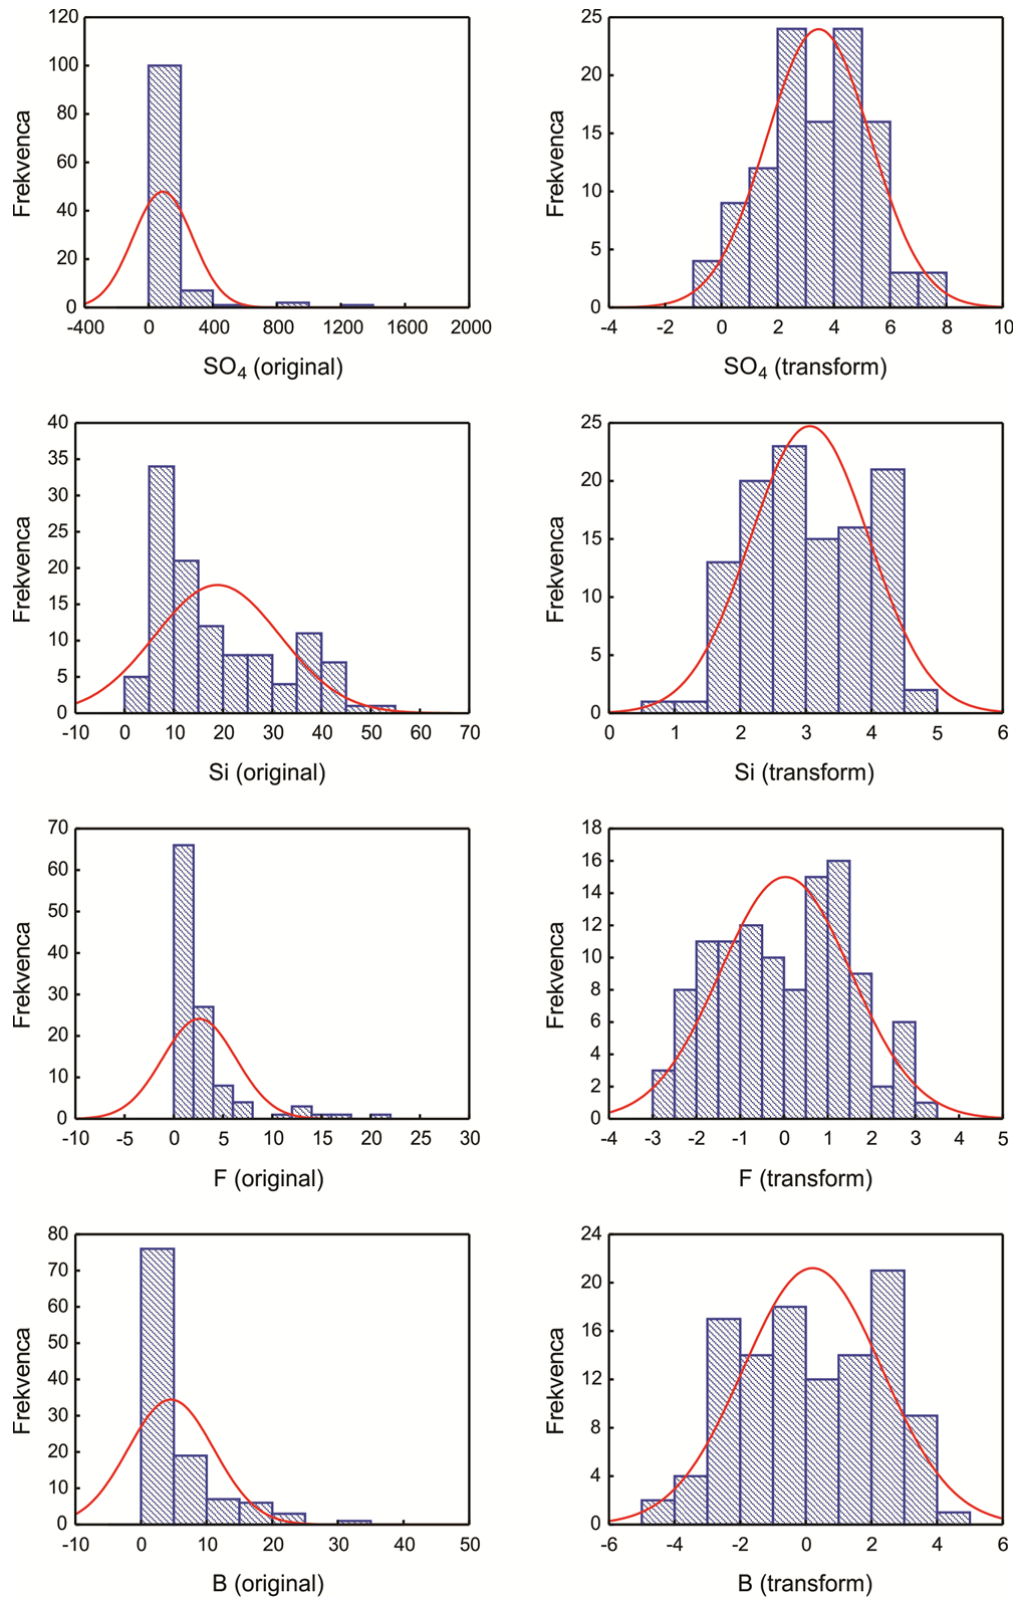 120
100
80
60
40
20
0
Frekvenca
-400 0 400 800 1200 1600 2000
SO₄ (original)
25
20
15
10
5
0
Frekvenca
-4 -2 0 2 4 6 8 10
SO₄ (transform)
40
35
30
25
20
15
10
5
0
Frekvenca
-10 0 10 20 30 40 50 60 70
Si (original)
25
20
15
10
5
0
Frekvenca
0 1 2 3 4 5 6
Si (transform)
70
60
50
40
30
20
10
0
Frekvenca
-10 -5 0 5 10 15 20 25 30
F (original)
18
16
14
12
10
8
6
4
2
0
Frekvenca
-4 -3 -2 -1 0 1 2 3 4 5
F (transform)
80
70
60
50
40
30
20
10
0
Frekvenca
-10 0 10 20 30 40 50
B (original)
24
20
16
12
8
4
0
Frekvenca
-6 -4 -2 0 2 4 6
B (transform)